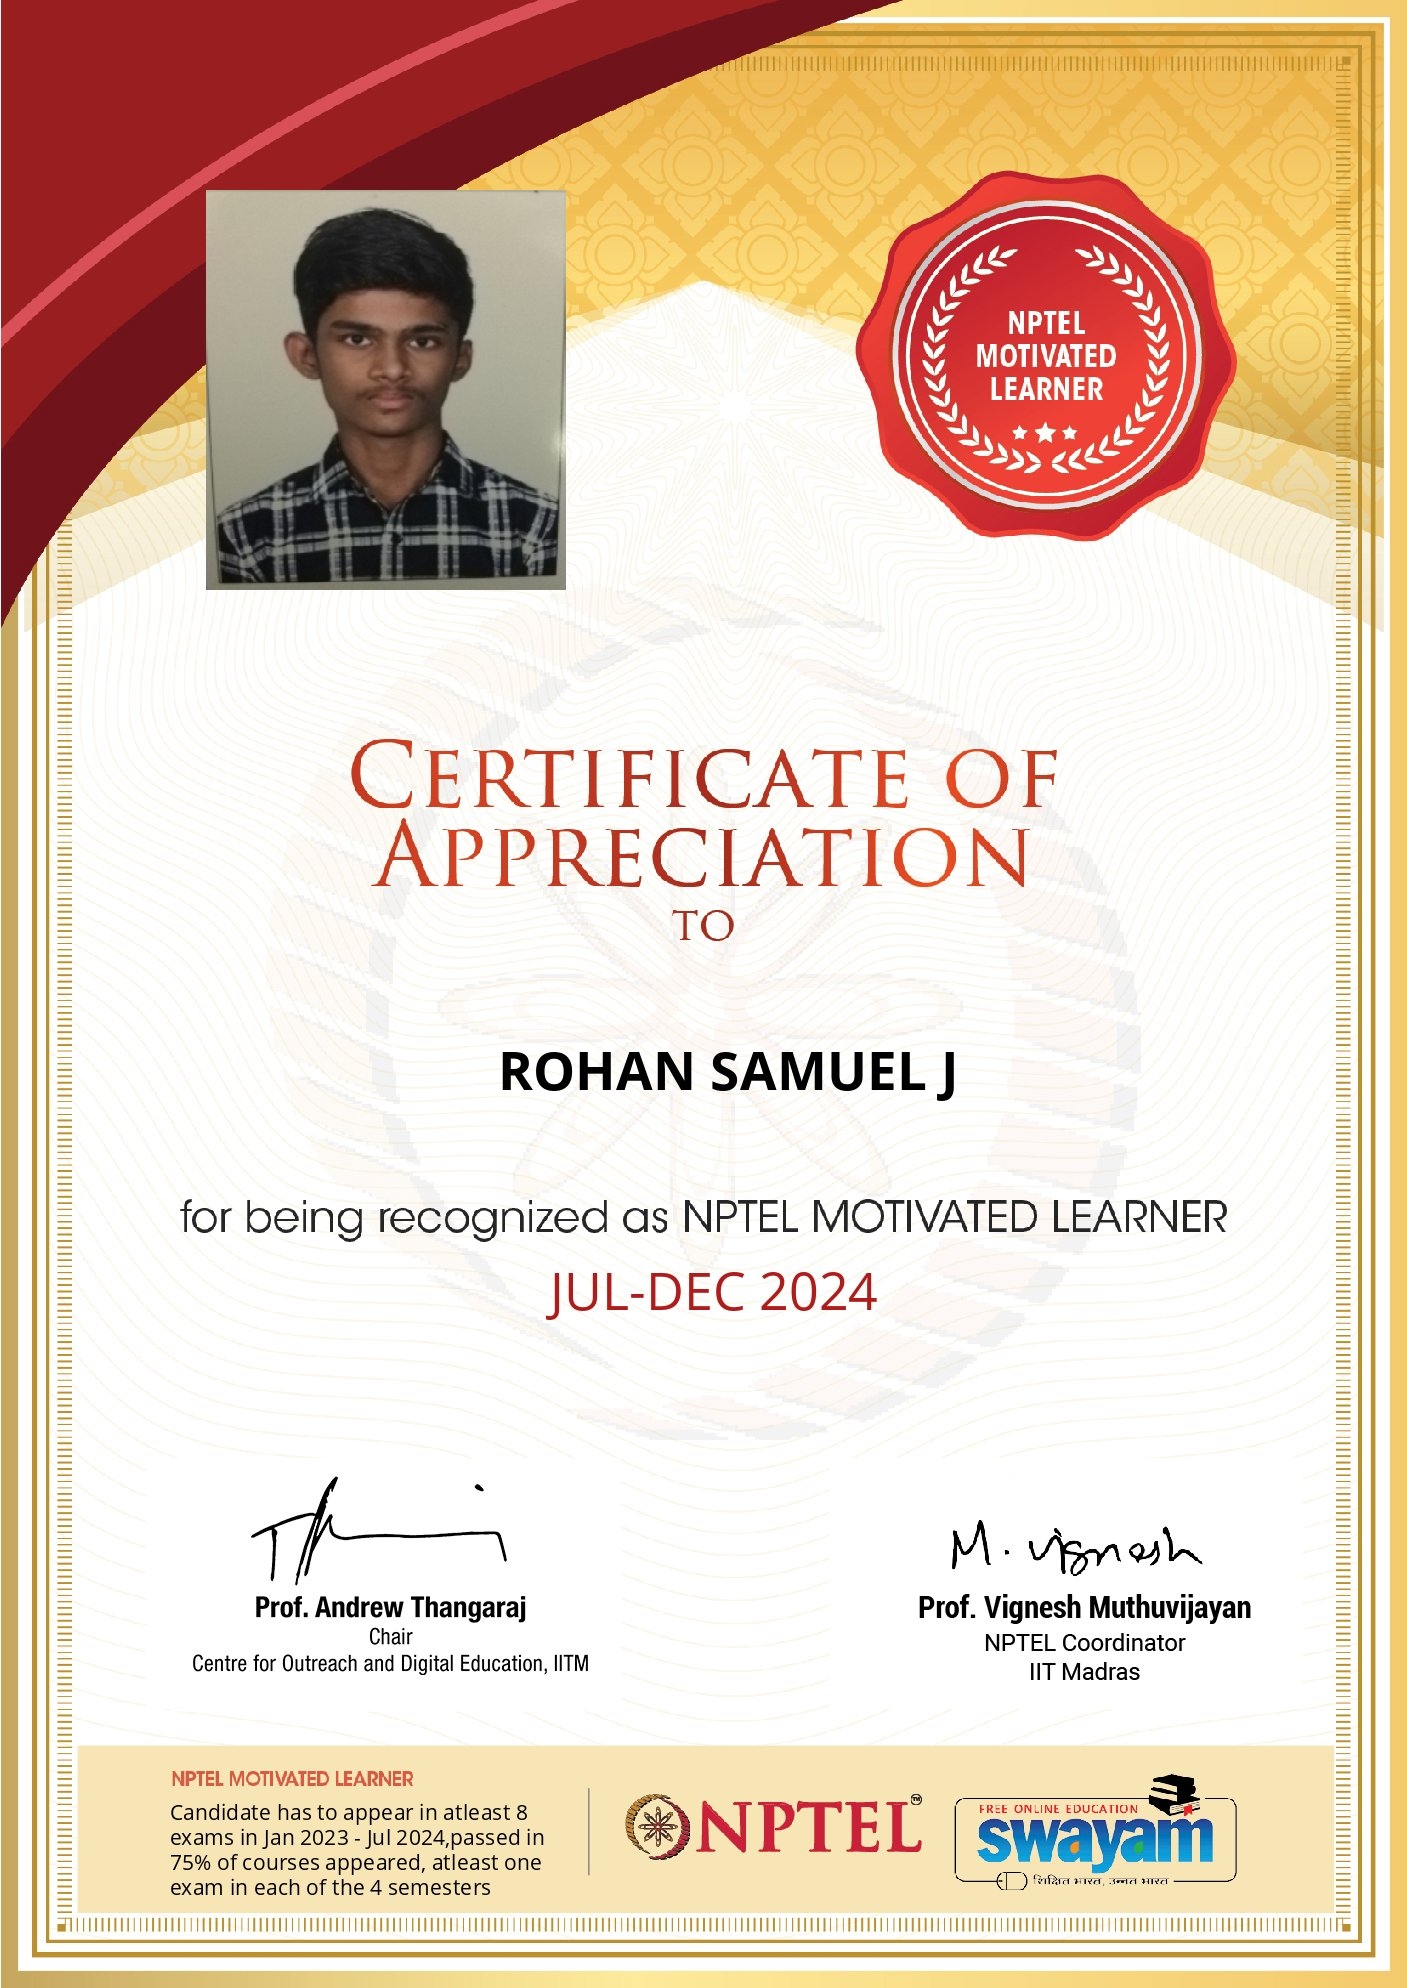 NPTEL
MOTIVATED
LEARNER
CERTIFICATE OF
APPRECIATION
TO
ROHAN SAMUEL J
for being recognized as NPTEL MOTIVATED LEARNER
JUL-DEC 2024
M. Vignesh
Prof. Andrew Thangaraj
Chair
Centre for Outreach and Digital Education, IITM
Prof. Vignesh Muthuvijayan
NPTEL Coordinator
IIT Madras
NPTEL MOTIVATED LEARNER
Candidate has to appear in atleast 8
exams in Jan 2023 - Jul 2024,passed in
75% of courses appeared, atleast one
exam in each of the 4 semesters
NPTEL™
FREE ONLINE EDUCATION
swayam
शिक्षित भारत, उन्नत भारत